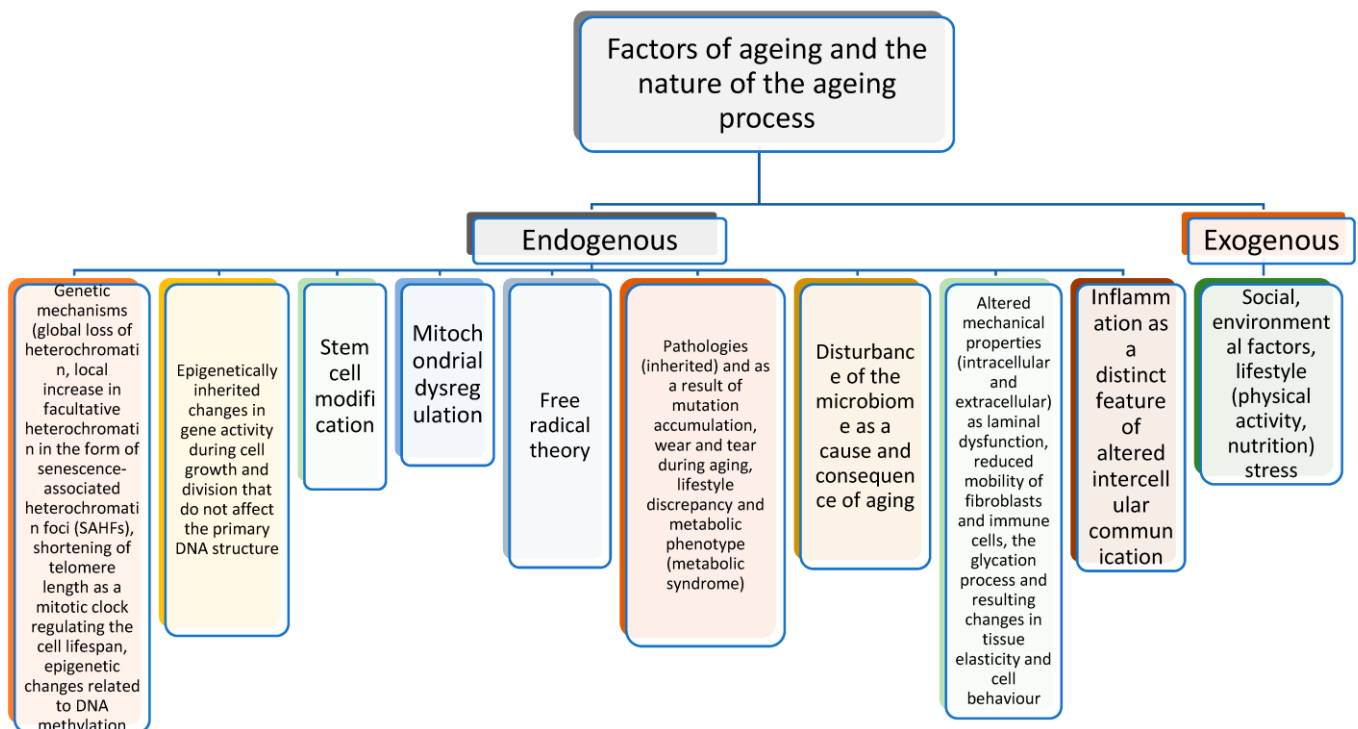 Factors of ageing and the
nature of the ageing
process
Endogenous
Exogenous
Genetic
mechanisms
(global loss of
heterochromati
n, local
increase in
facultative
heterochromati
n in the form of
senescence-
associated
heterochromati
n foci (SAHFs),
shortening of
telomere
length as a
mitotic clock
regulating the
cell lifespan,
epigenetic
changes related
to DNA
methylation
Epigenetically
inherited
changes in
gene activity
during cell
growth and
division that
do not affect
the primary
DNA structure
Stem
cell
modifi
cation
Mitoch
ondrial
dysreg
ulation
Free
radical
theory
Pathologies
(inherited) and as
a result of
mutation
accumulation,
wear and tear
during aging,
lifestyle
discrepancy and
metabolic
phenotype
(metabolic
syndrome)
Disturbanc
e of the
microbiom
e as a
cause and
consequen
ce of aging
Altered
mechanical
properties
(intracellular
and
extracellular)
as laminal
dysfunction,
reduced
mobility of
fibroblasts
and immune
cells, the
glycation
process and
resulting
changes in
tissue
elasticity and
cell
behaviour
Inflamm
ation as
a
distinct
feature
of
altered
intercell
ular
commun
ication
Social,
environment
al factors,
lifestyle
(physical
activity,
nutrition)
stress